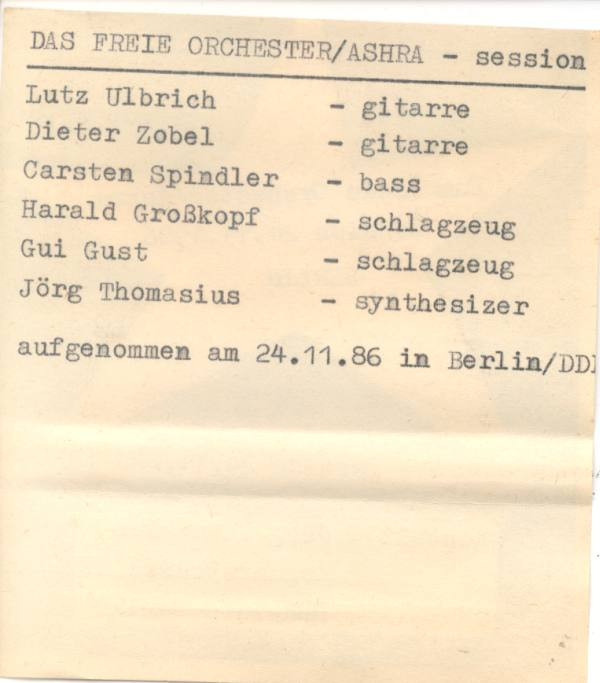 DAS FREIE ORCHESTER/ASHRA - session
Lutz Ulbrich - gitarre
Dieter Zobel - gitarre
Carsten Spindler - bass
Harald Großkopf - schlagzeug
Gui Gust - schlagzeug
Jörg Thomasius - synthesizer
aufgenommen am 24.11.86 in Berlin/DDR